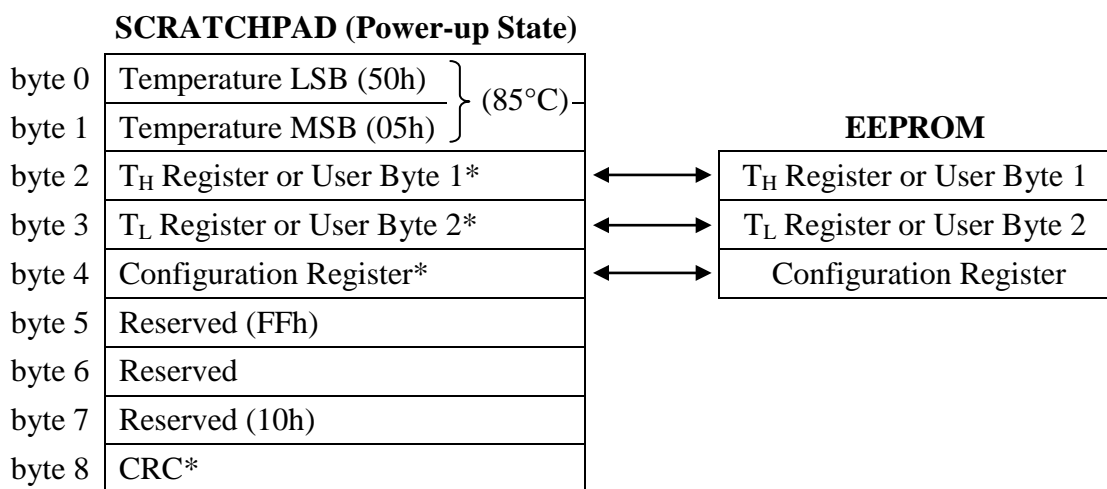 SCRATCHPAD (Power-up State)
byte 0 Temperature LSB (50h)
(85°C)
byte 1 Temperature MSB (05h)
EEPROM
byte 2 TH Register or User Byte 1* TH Register or User Byte 1
byte 3 TL Register or User Byte 2* TL Register or User Byte 2
byte 4 Configuration Register* Configuration Register
byte 5 Reserved (FFh)
byte 6 Reserved
byte 7 Reserved (10h)
byte 8 CRC*